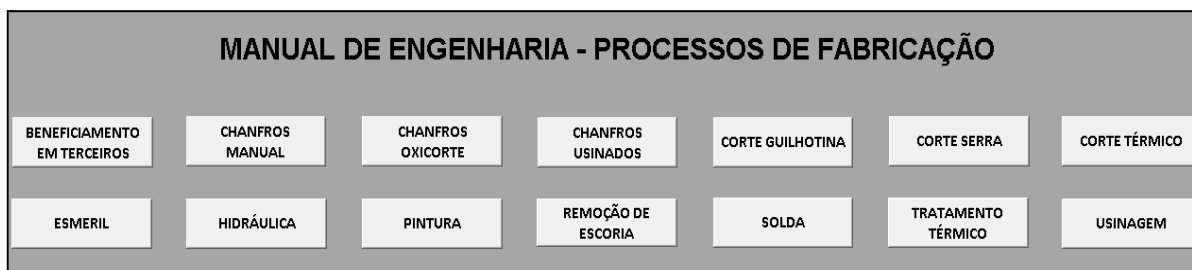 MANUAL DE ENGENHARIA - PROCESSOS DE FABRICAÇÃO
BENEFICIAMENTO
EM TERCEIROS
CHANFROS
MANUAL
CHANFROS
OXICORTE
CHANFROS
USINADOS
CORTE GUILHOTINA
CORTE SERRA
CORTE TÉRMICO
ESMERIL
HIDRÁULICA
PINTURA
REMOÇÃO DE
ESCORIA
SOLDA
TRATAMENTO
TÉRMICO
USINAGEM